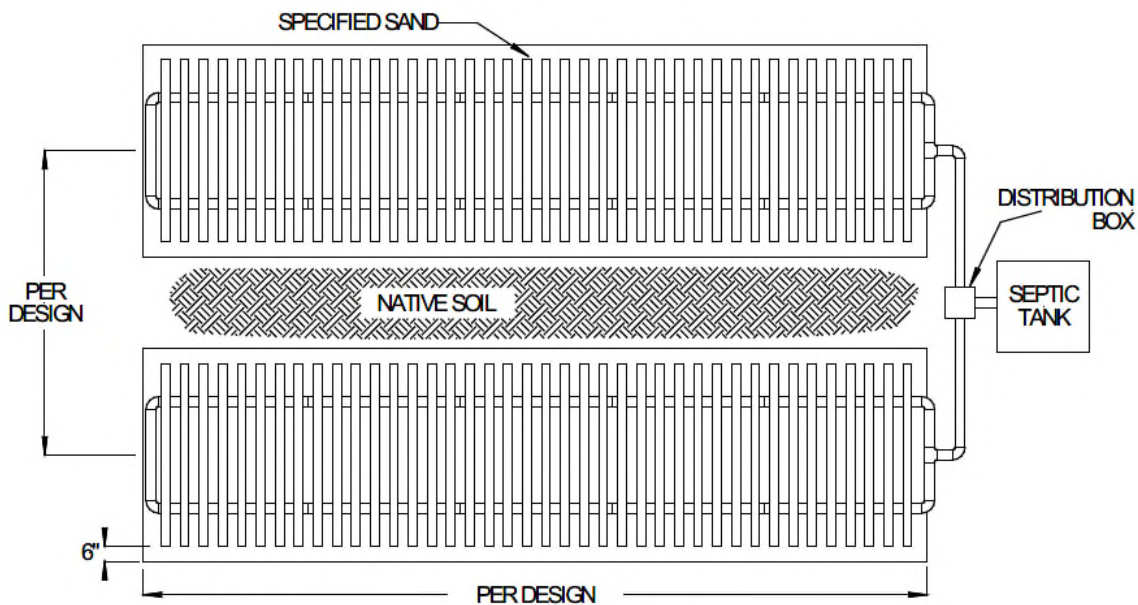 SPECIFIED SAND
DISTRIBUTION
BOX
PER
DESIGN
NATIVE SOIL
SEPTIC
TANK
6"
PER DESIGN